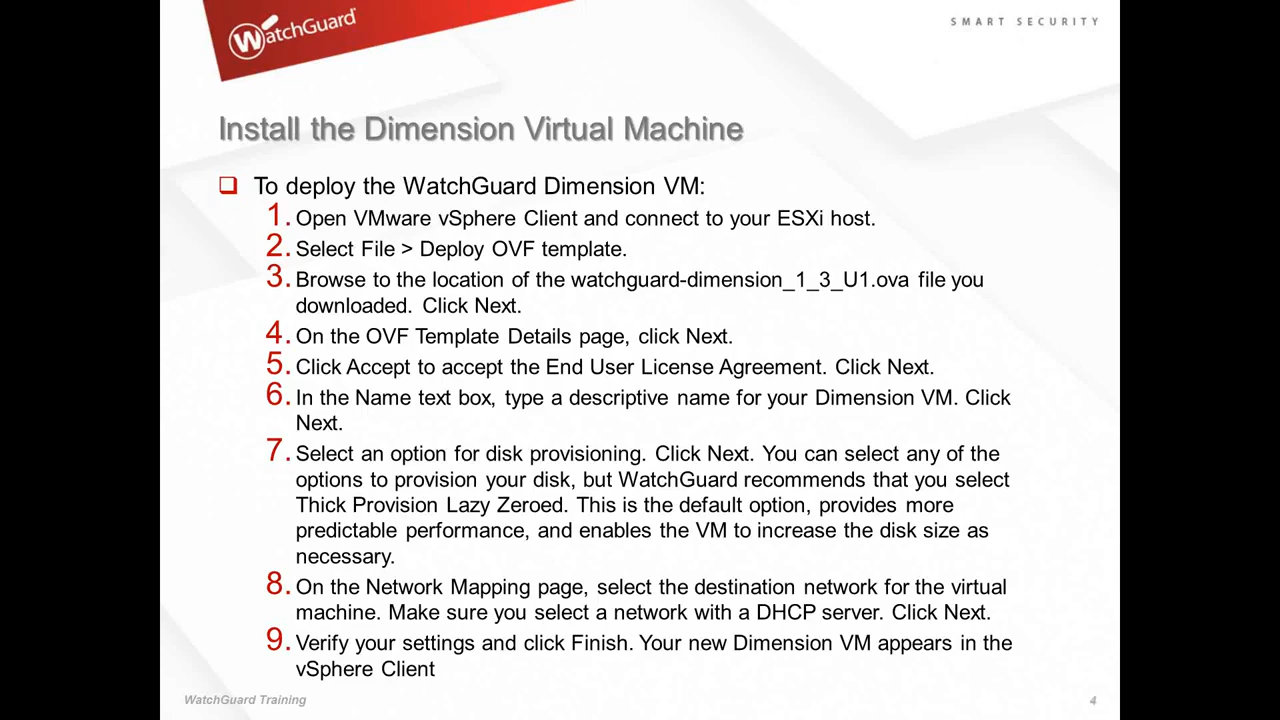 WatchGuard
SMART SECURITY
Install the Dimension Virtual Machine
To deploy the WatchGuard Dimension VM:
1. Open VMware vSphere Client and connect to your ESXi host.
2. Select File > Deploy OVF template.
3. Browse to the location of the watchguard-dimension_1_3_U1.ova file you
downloaded. Click Next.
4. On the OVF Template Details page, click Next.
5. Click Accept to accept the End User License Agreement. Click Next.
6. In the Name text box, type a descriptive name for your Dimension VM. Click
Next.
7. Select an option for disk provisioning. Click Next. You can select any of the
options to provision your disk, but WatchGuard recommends that you select
Thick Provision Lazy Zeroed. This is the default option, provides more
predictable performance, and enables the VM to increase the disk size as
necessary.
8. On the Network Mapping page, select the destination network for the virtual
machine. Make sure you select a network with a DHCP server. Click Next.
9. Verify your settings and click Finish. Your new Dimension VM appears in the
vSphere Client
WatchGuard Training
4